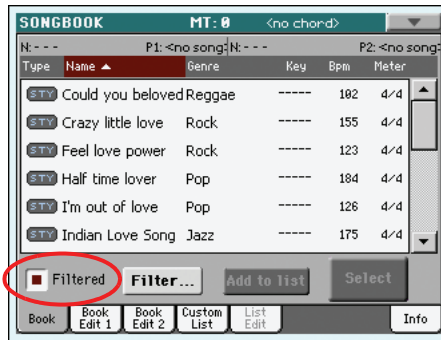 SONGBOOK MT: 0 <no chord>
N: - - - P1: <no song: N: - - - P2: <no song:
Type Name Genre Key Bpm Meter
STY Could you beloved Reggae ----- 102 4/4
STY Crazy little love Rock ----- 155 4/4
STY Feel love power Rock ----- 123 4/4
STY Half time lover Pop ----- 184 4/4
STY I'm out of love Pop ----- 126 4/4
STY Indian Love Song Jazz ----- 175 4/4
Filtered Filter... Add to list Select
Book Book Edit 1 Book Edit 2 Custom List List Edit Info